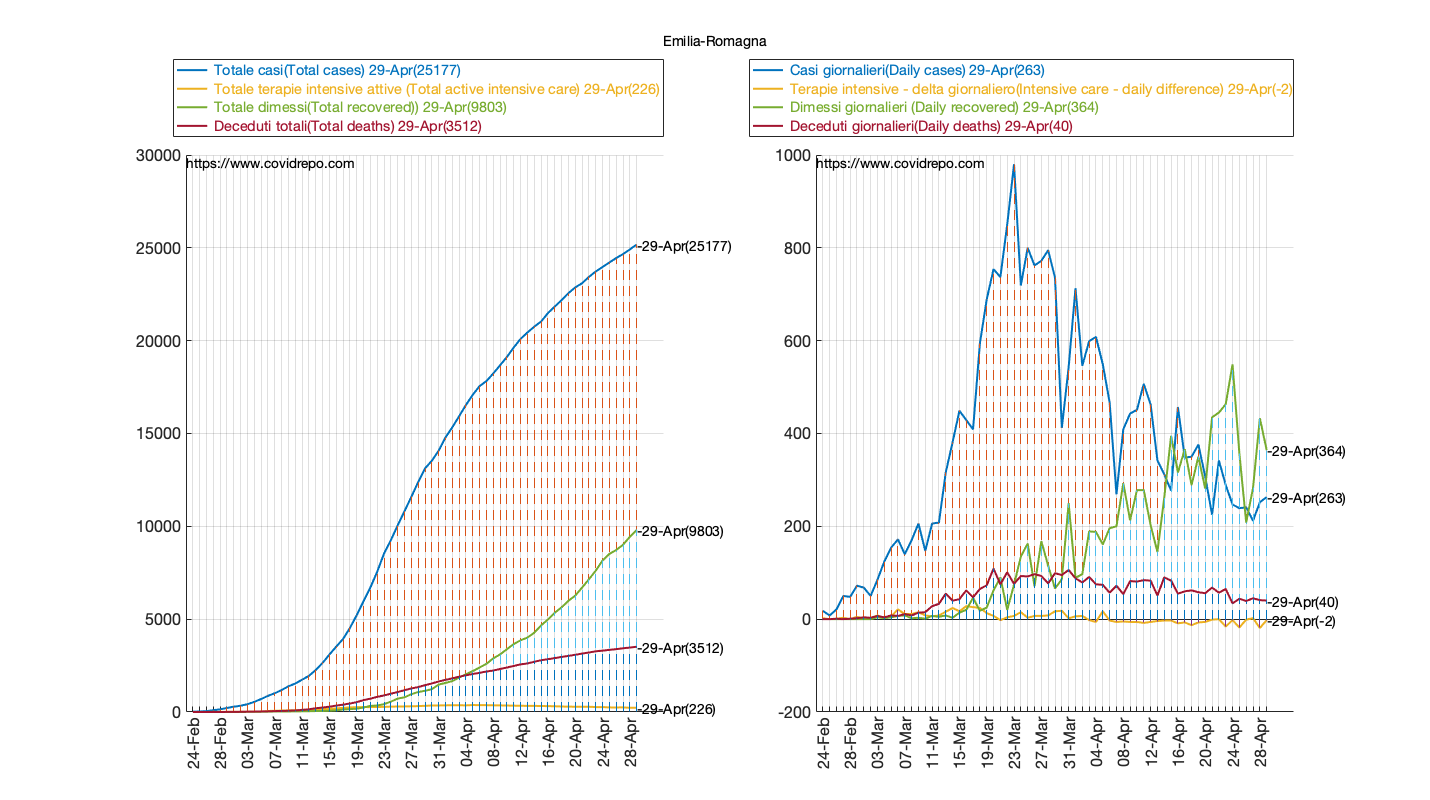 Emilia-Romagna
Totale casi(Total cases) 29-Apr(25177)
Totale terapie intensive attive (Total active intensive care) 29-Apr(226)
Totale dimessi(Total recovered)) 29-Apr(9803)
Deceduti totali(Total deaths) 29-Apr(3512)
30000
https://www.covidrepo.com
25000
-29-Apr(25177)
20000
15000
10000
-29-Apr(9803)
5000
-29-Apr(3512)
0
-29-Apr(226)
24-Feb
28-Feb
03-Mar
07-Mar
11-Mar
15-Mar
19-Mar
23-Mar
27-Mar
31-Mar
04-Apr
08-Apr
12-Apr
16-Apr
20-Apr
24-Apr
28-Apr
Casi giornalieri(Daily cases) 29-Apr(263)
Terapie intensive - delta giornaliero(Intensive care - daily difference) 29-Apr(-2)
Dimessi giornalieri (Daily recovered) 29-Apr(364)
Deceduti giornalieri(Daily deaths) 29-Apr(40)
1000
https://www.covidrepo.com
800
600
400
-29-Apr(364)
-29-Apr(263)
200
-29-Apr(40)
0
-29-Apr(-2)
-200
24-Feb
28-Feb
03-Mar
07-Mar
11-Mar
15-Mar
19-Mar
23-Mar
27-Mar
31-Mar
04-Apr
08-Apr
12-Apr
16-Apr
20-Apr
24-Apr
28-Apr